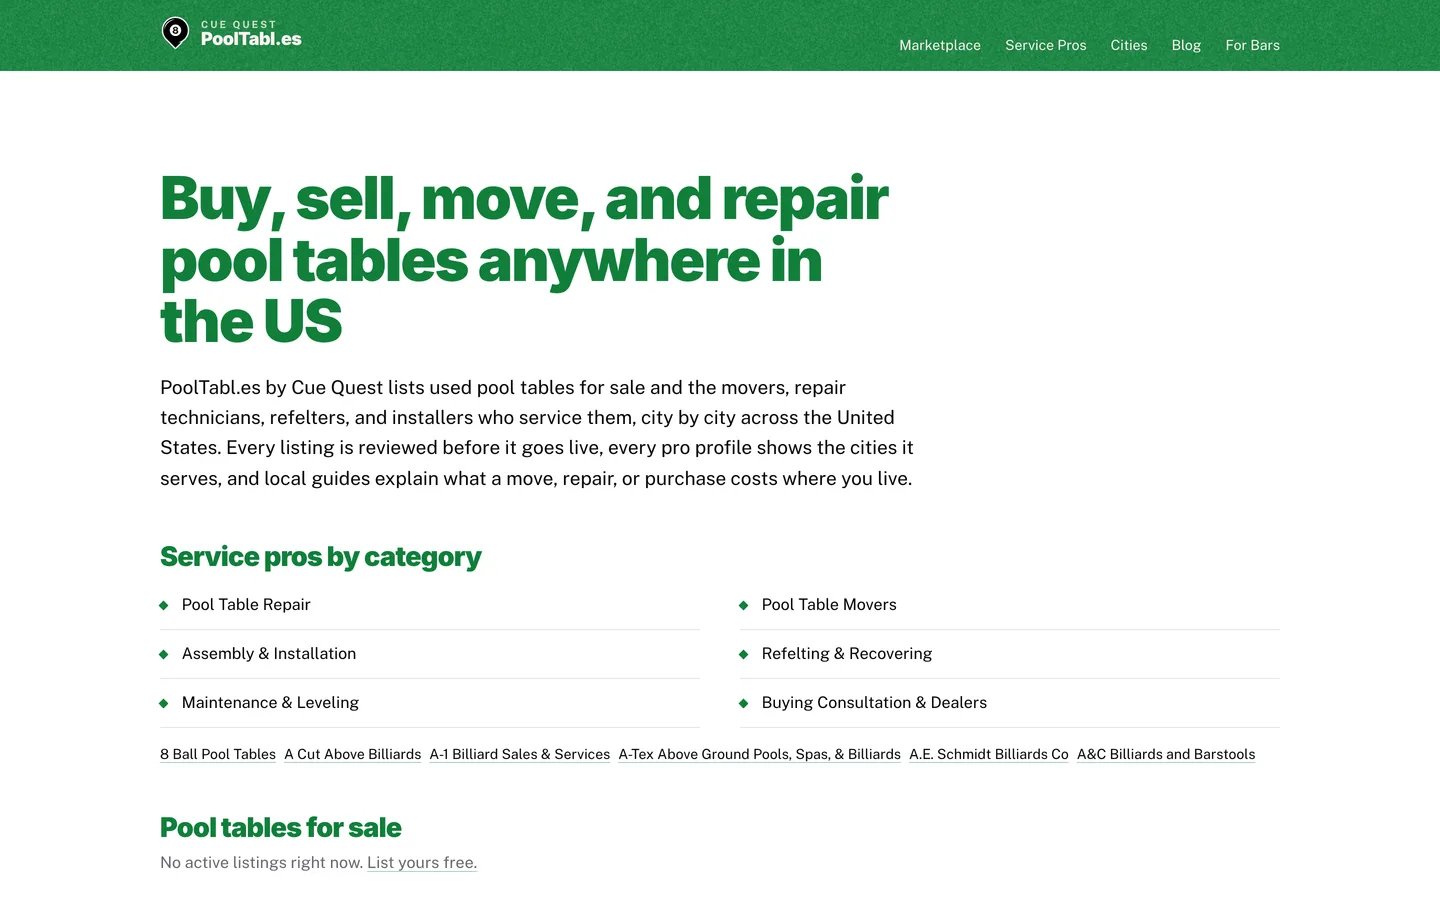 CUE QUEST
PoolTabl.es
8
Marketplace Service Pros Cities Blog For Bars
Buy, sell, move, and repair
pool tables anywhere in
the US
PoolTabl.es by Cue Quest lists used pool tables for sale and the movers, repair
technicians, refelters, and installers who service them, city by city across the United
States. Every listing is reviewed before it goes live, every pro profile shows the cities it
serves, and local guides explain what a move, repair, or purchase costs where you live.
Service pros by category
Pool Table Repair
Pool Table Movers
Assembly & Installation
Refelting & Recovering
Maintenance & Leveling
Buying Consultation & Dealers
8 Ball Pool Tables A Cut Above Billiards A-1 Billiard Sales & Services A-Tex Above Ground Pools, Spas, & Billiards A.E. Schmidt Billiards Co A&C Billiards and Barstools
Pool tables for sale
No active listings right now. List yours free.